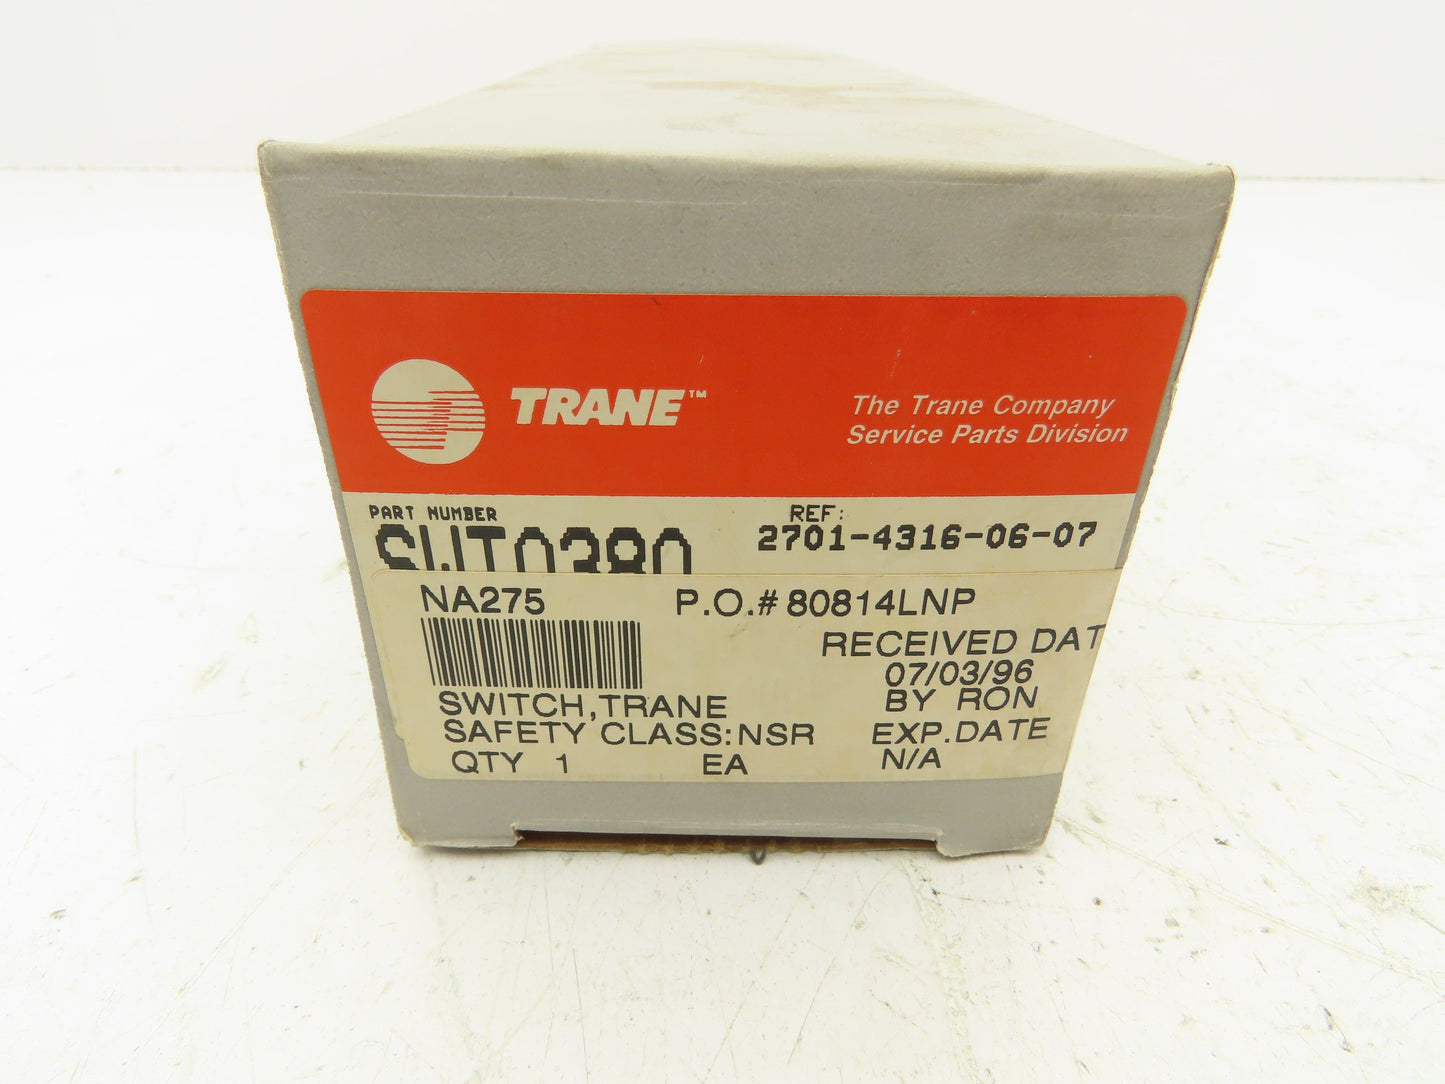 TRANE™
The Trane Company
Service Parts Division
PART NUMBER
SWT0380
REF:
2701-4316-06-07
NA275 P.O.#80814LNP
RECEIVED DAT
07/03/96
BY RON
SWITCH,TRANE
SAFETY CLASS:NSR EXP.DATE
QTY 1 EA N/A